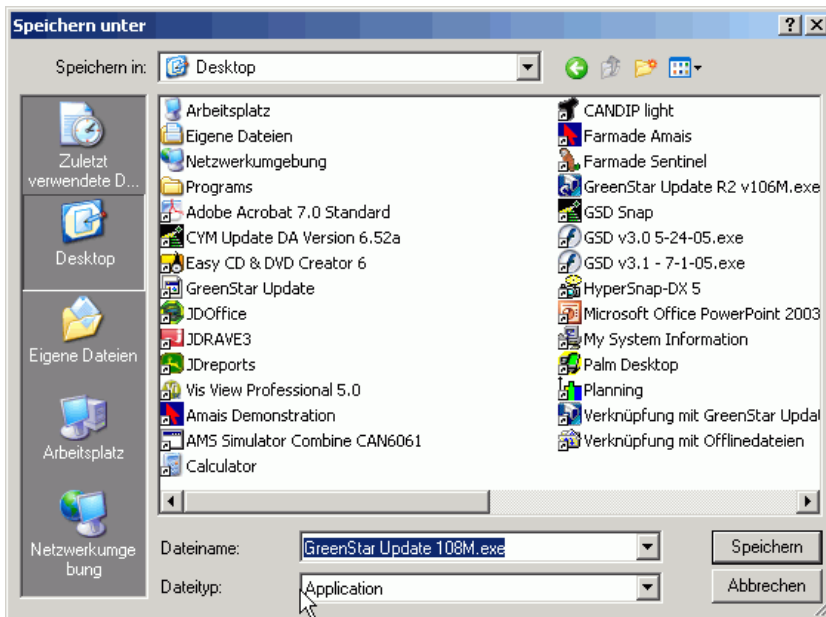 Speichern unter
Speichern in:
Desktop
Zuletzt
verwendete D...
Desktop
Eigene Dateien
Arbeitsplatz
Netzwerkumge
bung
Arbeitsplatz
Eigene Dateien
Netzwerkumgebung
Programs
Adobe Acrobat 7.0 Standard
CYM Update DA Version 6.52a
Easy CD & DVD Creator 6
GreenStar Update
JDOffice
JDRAVE3
JDreports
Vis View Professional 5.0
Amais Demonstration
AMS Simulator Combine CAN6061
Calculator
CANDIP light
Farmade Amais
Farmade Sentinel
GreenStar Update R2 v106M.exe
GSD Snap
GSD v3.0 5-24-05.exe
GSD v3.1 - 7-1-05.exe
HyperSnap-DX 5
Microsoft Office PowerPoint 2003
My System Information
Palm Desktop
Planning
Verknüpfung mit GreenStar Updat
Verknüpfung mit Offlinedateien
Dateiname:
GreenStar Update 108M.exe
Speichern
Dateityp:
Application
Abbrechen